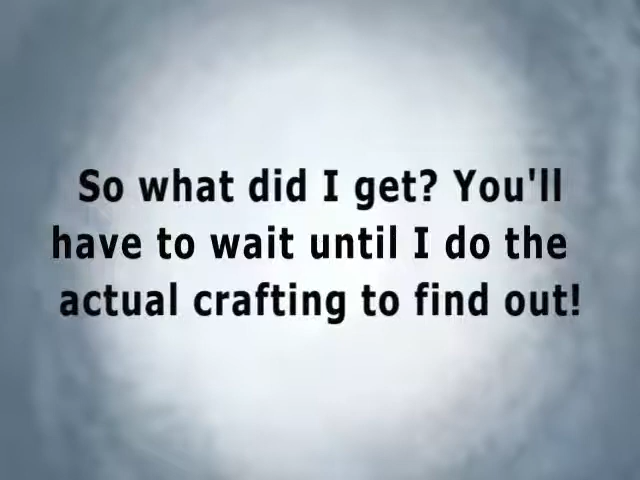 So what did I get? You'll
have to wait until I do the
actual crafting to find out!